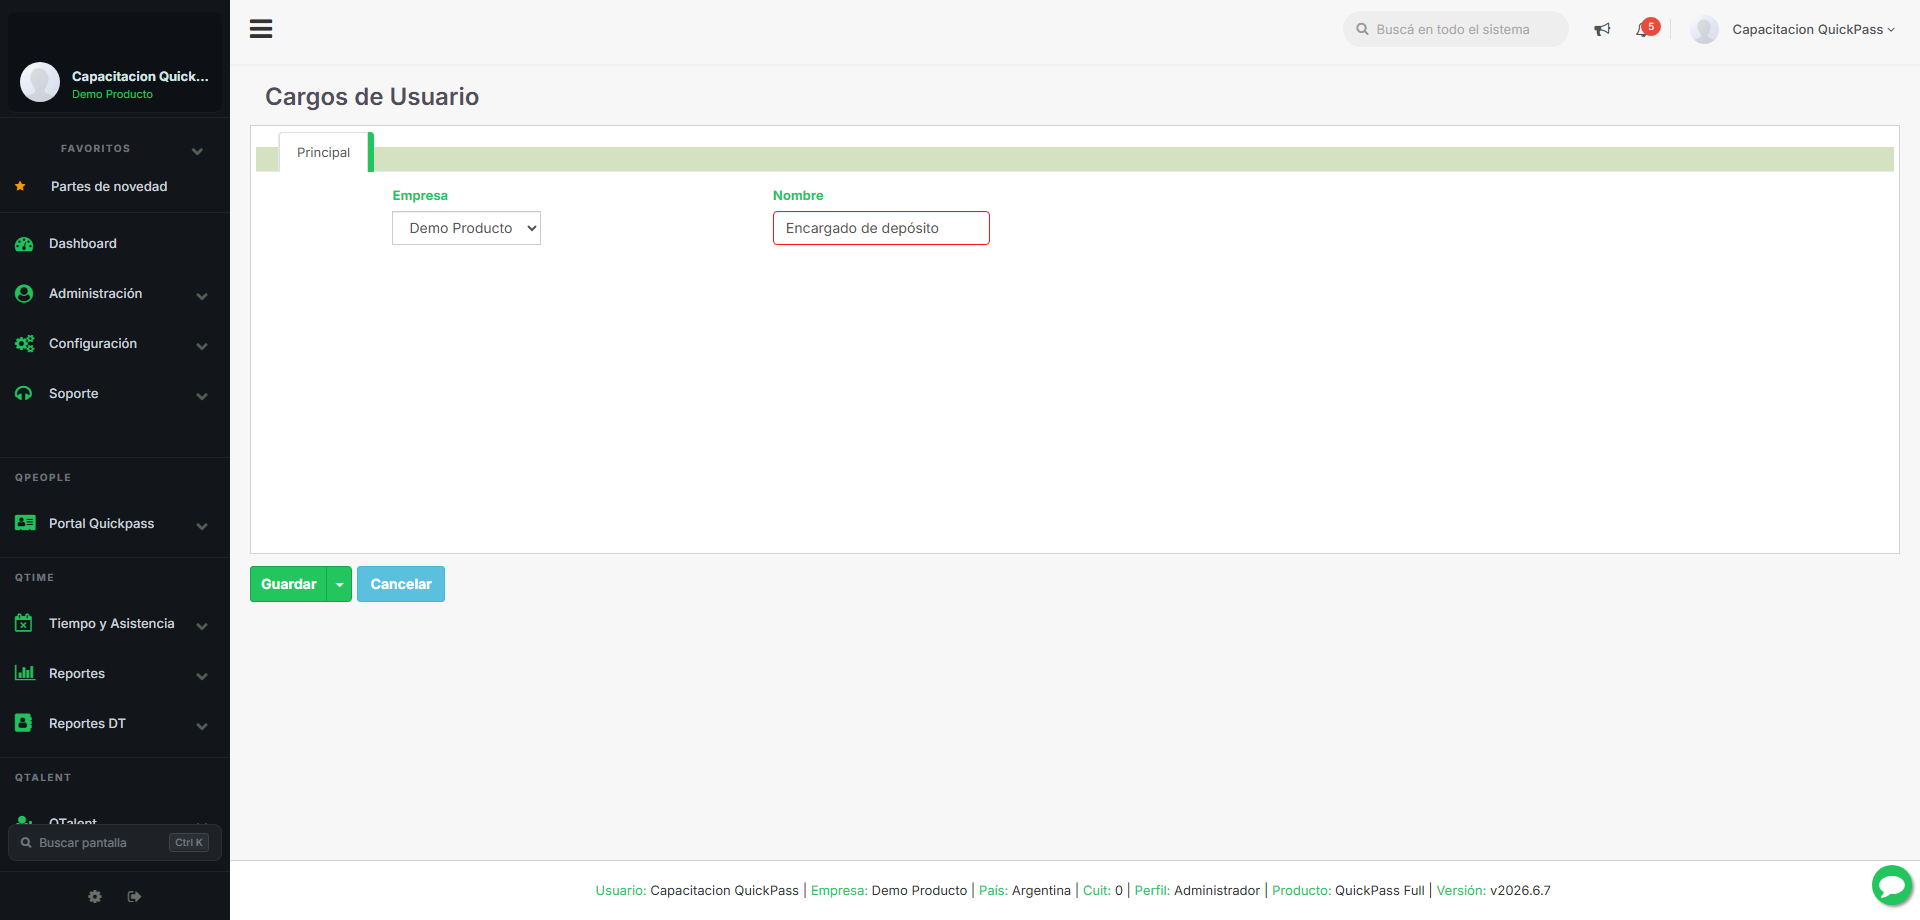 Capacitacion Quick...
Demo Producto
FAVORITOS
Partes de novedad
Dashboard
Administración
Configuración
Soporte
QPEOPLE
Portal Quickpass
QTIME
Tiempo y Asistencia
Reportes
Reportes DT
QTALENT
QTalent
Buscar pantalla
Ctrl K
Buscá en todo el sistema
5
Capacitacion QuickPass
Cargos de Usuario
Principal
Empresa
Nombre
Demo Producto
Encargado de depósito
Guardar
Cancelar
Usuario: Capacitacion QuickPass | Empresa: Demo Producto | País: Argentina | Cuit: 0 | Perfil: Administrador | Producto: QuickPass Full | Versión: v2026.6.7